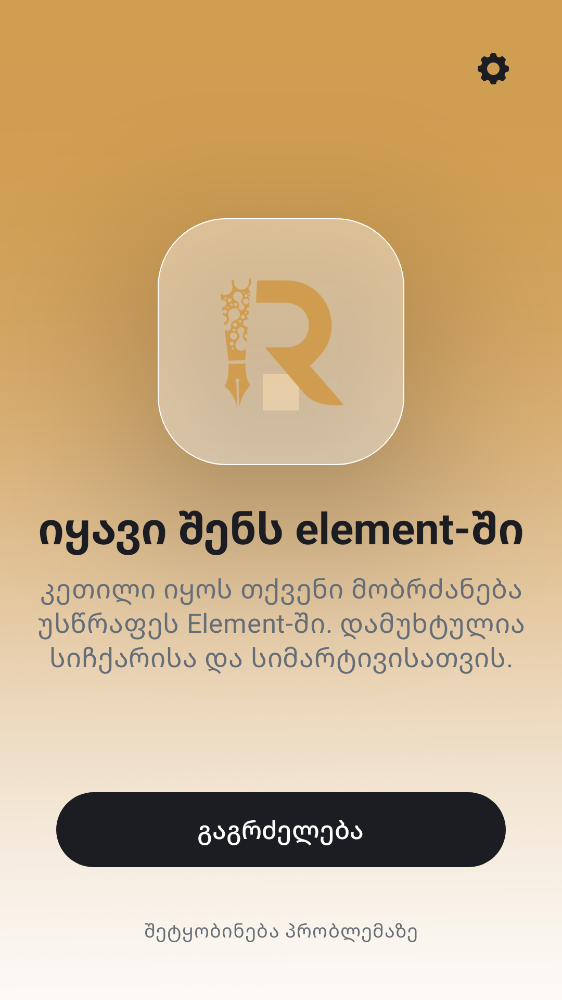 R
იყავი შენს element-ში
კეთილი იყოს თქვენი მობრძანება
უსწრაფეს Element-ში. დამუხტულია
სიჩქარისა და სიმარტივისათვის.
გაგრძელება
შეტყობინება პრობლემაზე